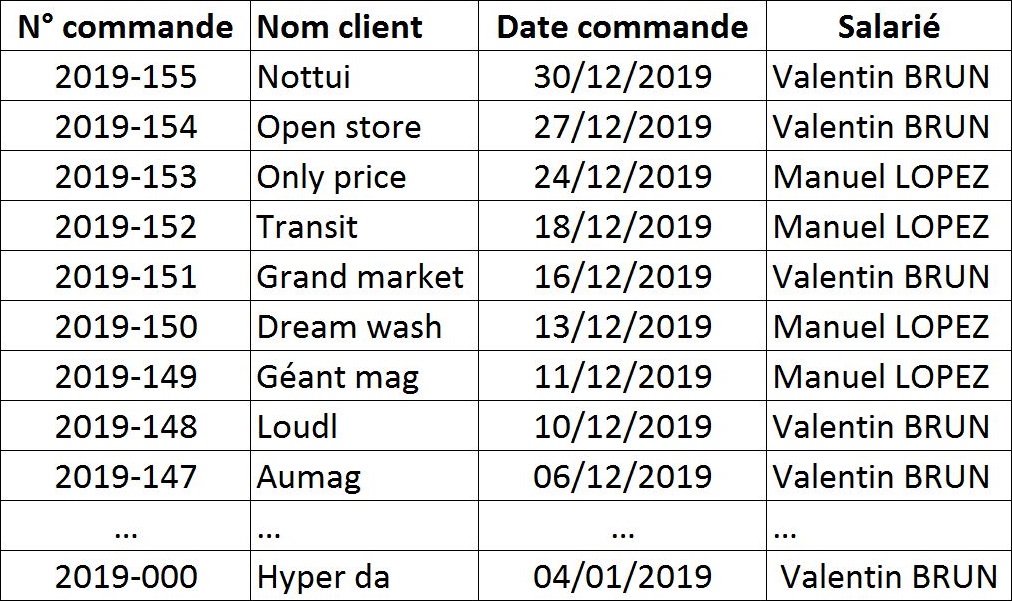 N° commande Nom client Date commande Salarié
2019-155 Nottui 30/12/2019 Valentin BRUN
2019-154 Open store 27/12/2019 Valentin BRUN
2019-153 Only price 24/12/2019 Manuel LOPEZ
2019-152 Transit 18/12/2019 Manuel LOPEZ
2019-151 Grand market 16/12/2019 Valentin BRUN
2019-150 Dream wash 13/12/2019 Manuel LOPEZ
2019-149 Géant mag 11/12/2019 Manuel LOPEZ
2019-148 Loudl 10/12/2019 Valentin BRUN
2019-147 Aumag 06/12/2019 Valentin BRUN
... ... ... ...
2019-000 Hyper da 04/01/2019 Valentin BRUN